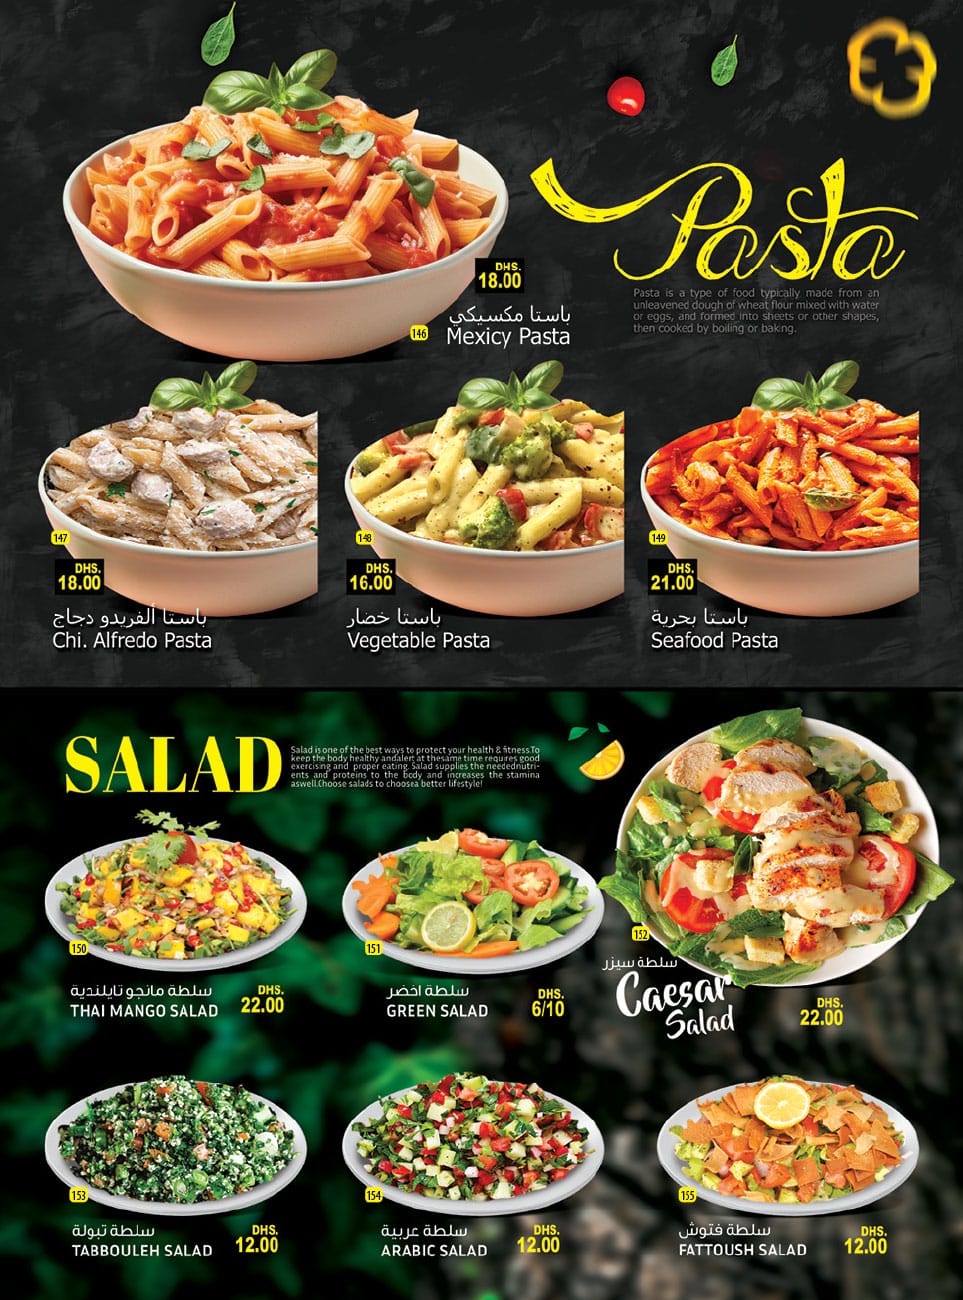 Pasta
Pasta is a type of food typically made from an
unleavened dough of wheat flour mixed with water
or eggs, and formed into sheets or other shapes,
then cooked by boiling or baking.
DHS.
18.00
146
باستا مكسيكي
Mexicy Pasta
147
DHS.
18.00
باستا ألفريدو دجاج
Chi. Alfredo Pasta
148
DHS.
16.00
باستا خضار
Vegetable Pasta
149
DHS.
21.00
باستا بحرية
Seafood Pasta
SALAD
Salad is one of the best ways to protect your health & fitness.To
keep the body healthy andalert at thesame time requires good
exercising and proper eating. Salad supplies the needednutri-
ents and proteins to the body and increases the stamina
aswell.Choose salads to choosea better lifestyle!
150
سلطة مانجو تايلندية
THAI MANGO SALAD
DHS.
22.00
151
سلطة اخضر
GREEN SALAD
DHS.
6/10
152
سلطة سيزر
Caesar
Salad
DHS.
22.00
153
سلطة تبولة
TABBOULEH SALAD
DHS.
12.00
154
سلطة عربية
ARABIC SALAD
DHS.
12.00
155
سلطة فتوش
FATTOUSH SALAD
DHS.
12.00